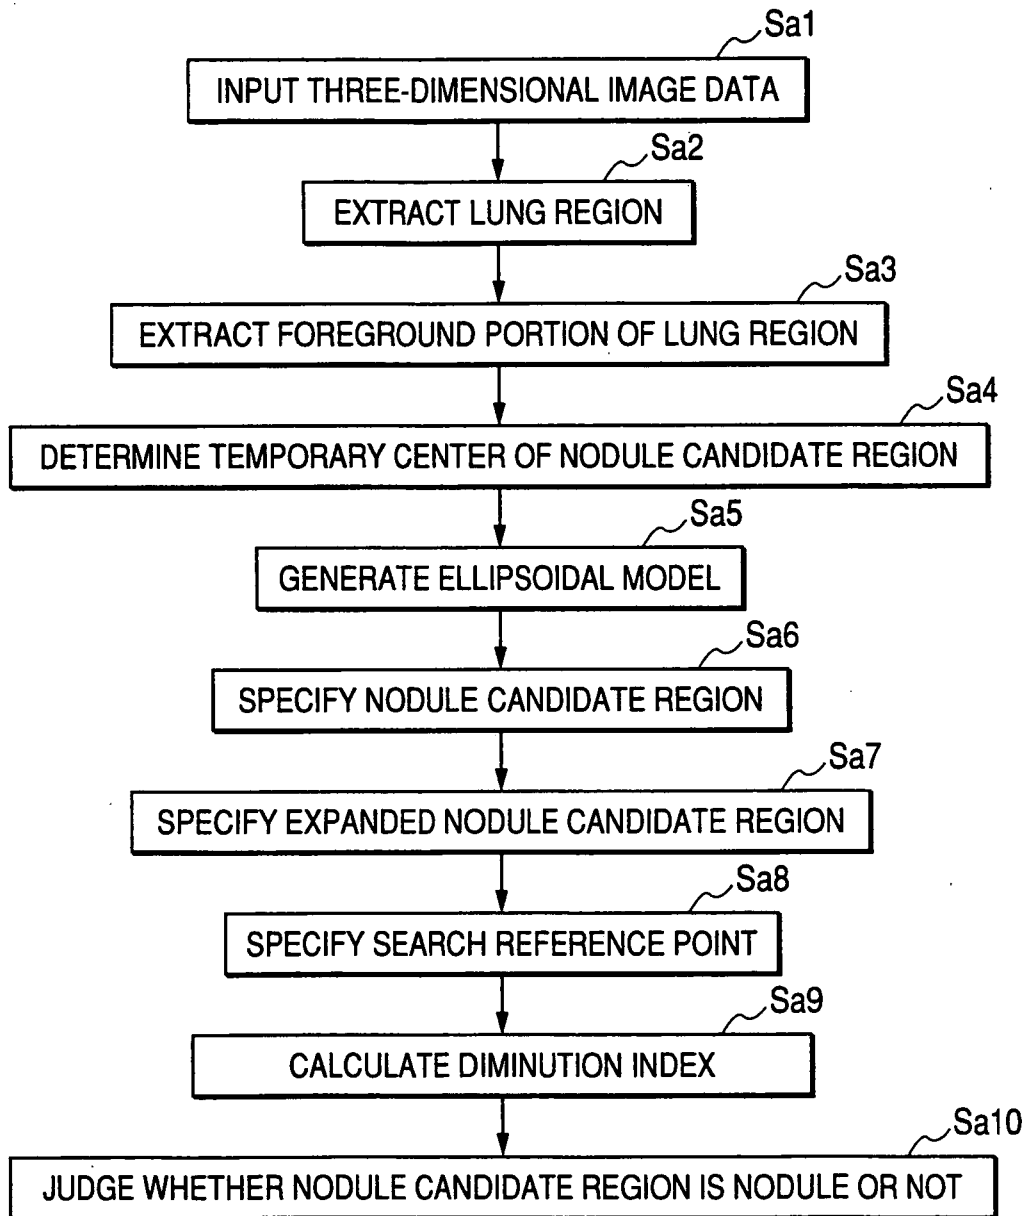 Sa1
INPUT THREE-DIMENSIONAL IMAGE DATA
Sa2
EXTRACT LUNG REGION
Sa3
EXTRACT FOREGROUND PORTION OF LUNG REGION
Sa4
DETERMINE TEMPORARY CENTER OF NODULE CANDIDATE REGION
Sa5
GENERATE ELLIPSOIDAL MODEL
Sa6
SPECIFY NODULE CANDIDATE REGION
Sa7
SPECIFY EXPANDED NODULE CANDIDATE REGION
Sa8
SPECIFY SEARCH REFERENCE POINT
Sa9
CALCULATE DIMINUTION INDEX
Sa10
JUDGE WHETHER NODULE CANDIDATE REGION IS NODULE OR NOT